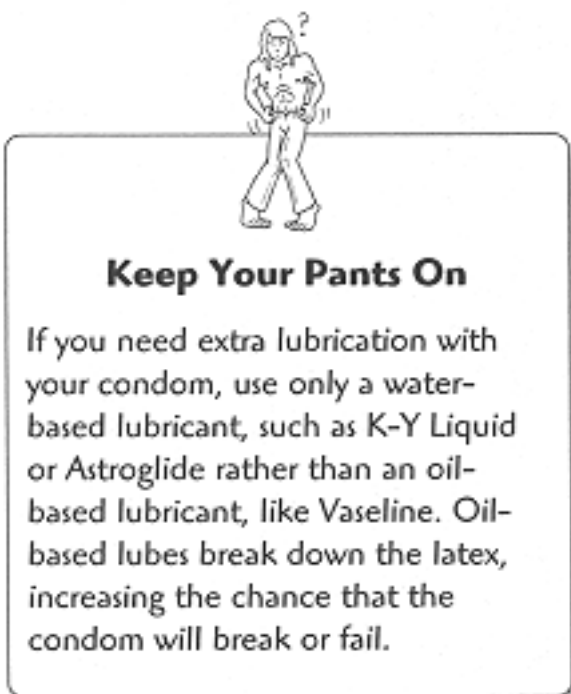 ?
Keep Your Pants On
If you need extra lubrication with
your condom, use only a water-
based lubricant, such as K-Y Liquid
or Astroglide rather than an oil-
based lubricant, like Vaseline. Oil-
based lubes break down the latex,
increasing the chance that the
condom will break or fail.